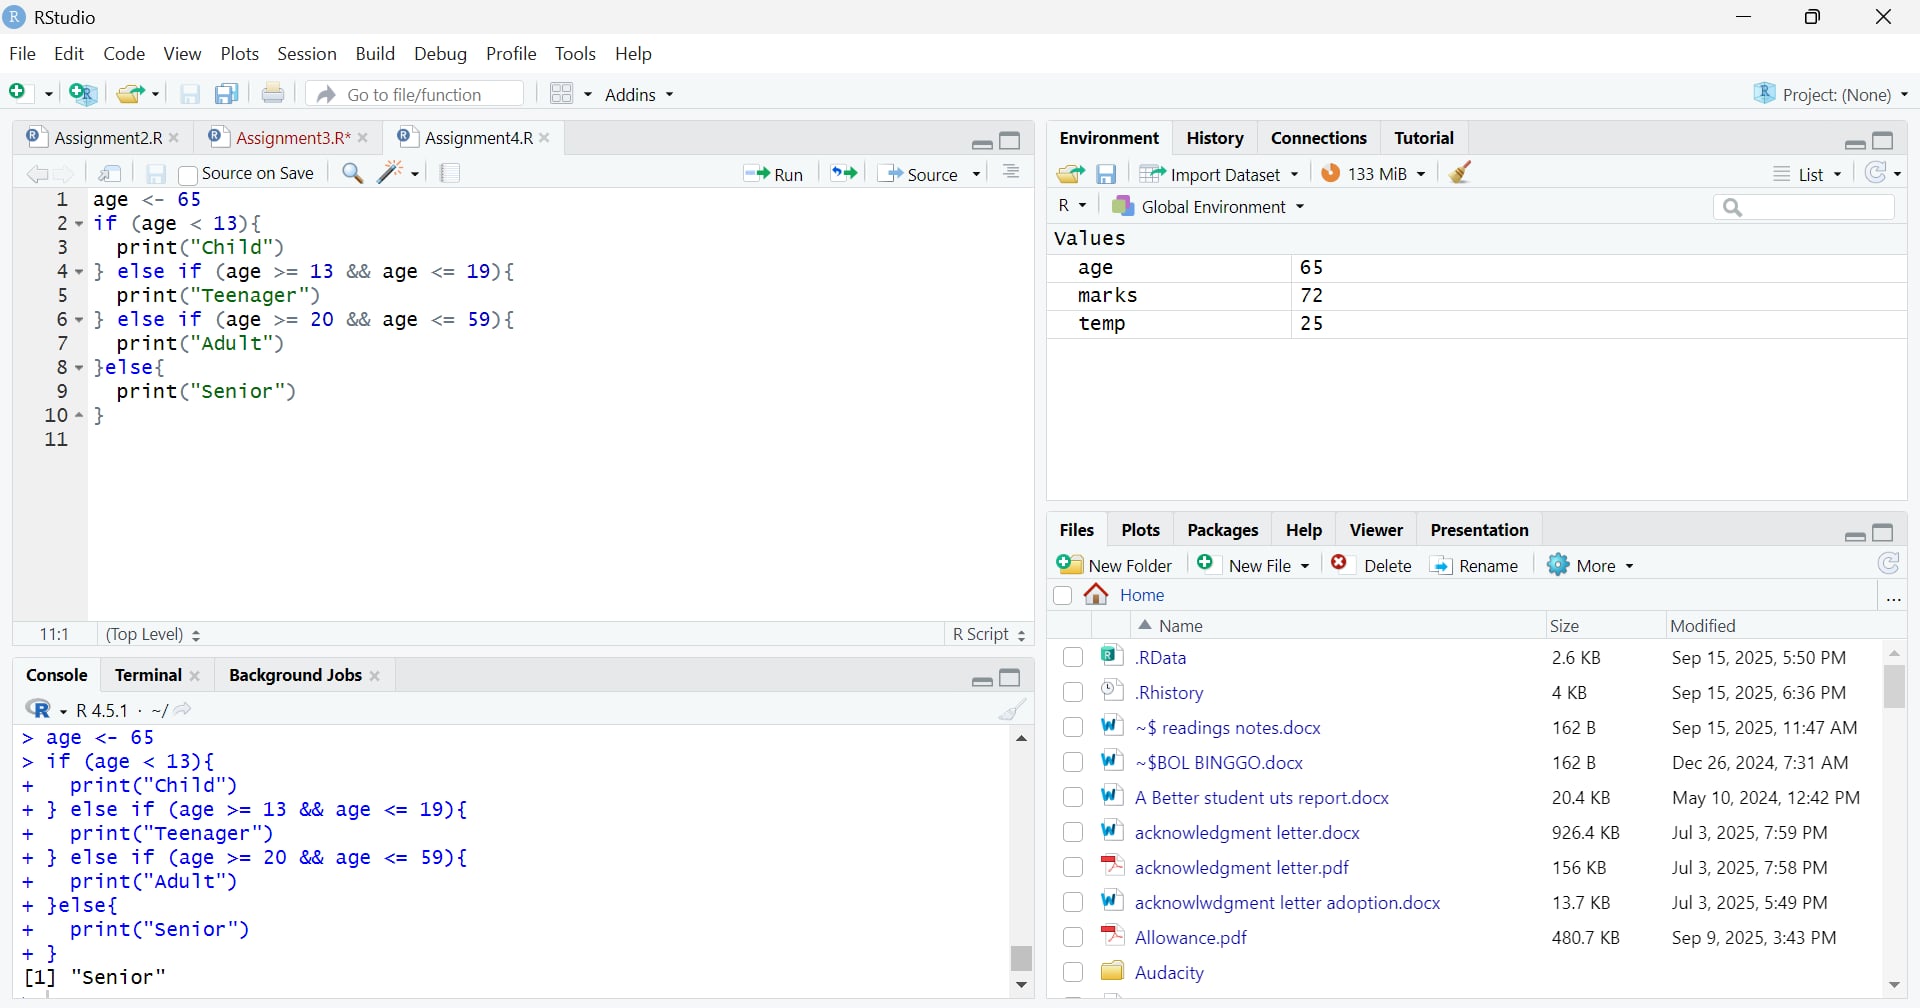 RStudio
File Edit Code View Plots Session Build Debug Profile Tools Help
Go to file/function Addins Project: (None)
Assignment2.R Assignment3.R* Assignment4.R
Source on Save Run Source
1 age <- 65
2 if (age < 13){
3 print("Child")
4 } else if (age >= 13 && age <= 19){
5 print("Teenager")
6 } else if (age >= 20 && age <= 59){
7 print("Adult")
8 }else{
9 print("Senior")
10 }
11
11:1 (Top Level) R Script
Console Terminal Background Jobs
R 4.5.1 · ~/
> age <- 65
> if (age < 13){
+ print("Child")
+ } else if (age >= 13 && age <= 19){
+ print("Teenager")
+ } else if (age >= 20 && age <= 59){
+ print("Adult")
+ }else{
+ print("Senior")
+ }
[1] "Senior"
Environment History Connections Tutorial
Import Dataset 133 MiB List
R Global Environment
Values
age 65
marks 72
temp 25
Files Plots Packages Help Viewer Presentation
New Folder New File Delete Rename More
Home ...
Name Size Modified
.RData 2.6 KB Sep 15, 2025, 5:50 PM
.Rhistory 4 KB Sep 15, 2025, 6:36 PM
~$ readings notes.docx 162 B Sep 15, 2025, 11:47 AM
~$BOL BINGGO.docx 162 B Dec 26, 2024, 7:31 AM
A Better student uts report.docx 20.4 KB May 10, 2024, 12:42 PM
acknowledgment letter.docx 926.4 KB Jul 3, 2025, 7:59 PM
acknowledgment letter.pdf 156 KB Jul 3, 2025, 7:58 PM
acknowlwdgment letter adoption.docx 13.7 KB Jul 3, 2025, 5:49 PM
Allowance.pdf 480.7 KB Sep 9, 2025, 3:43 PM
Audacity